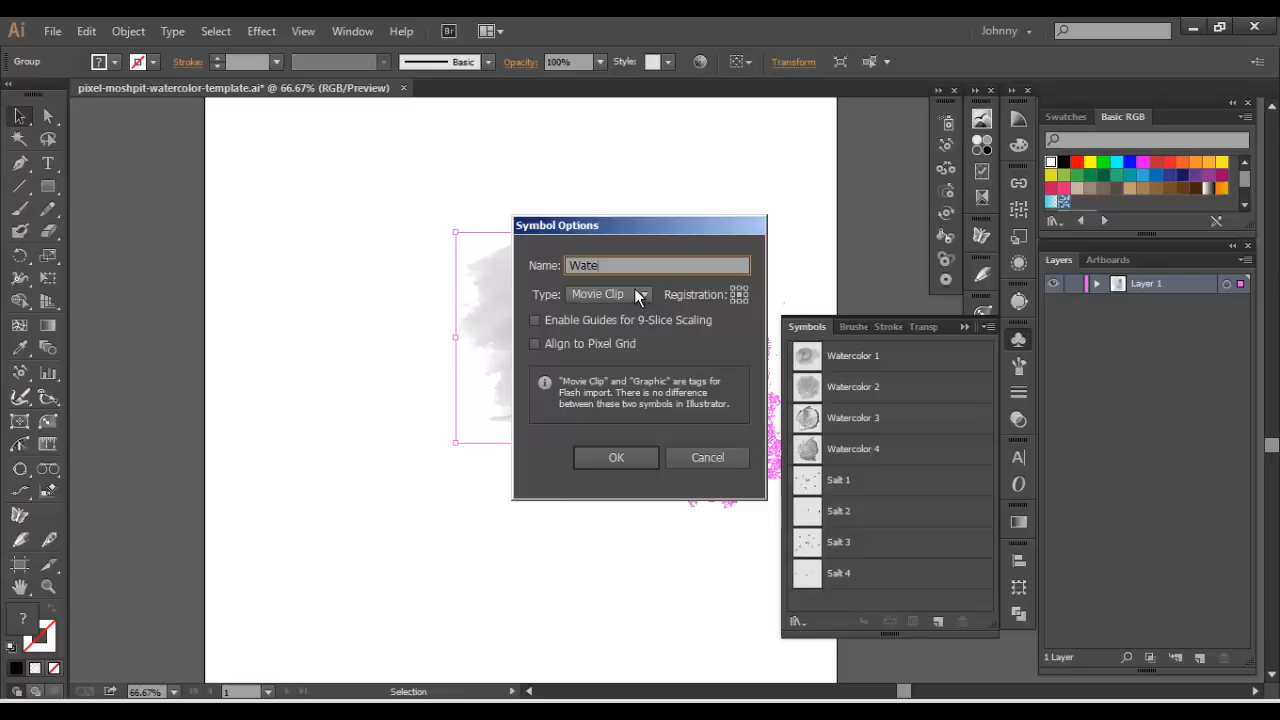 Ai File Edit Object Type Select Effect View Window Help Br Johnny
Group ? Stroke: Basic Opacity: 100% Style: Transform
pixel-moshpit-watercolor-template.ai* @ 66.67% (RGB/Preview)
Swatches Basic RGB
Symbol Options
Name: Wate
Type: Movie Clip Registration:
Enable Guides for 9-Slice Scaling
Align to Pixel Grid
"Movie Clip" and "Graphic" are tags for
Flash import. There is no difference
between these two symbols in Illustrator.
OK Cancel
Layers Artboards
Layer 1
Symbols Brushe Stroke Transp
Watercolor 1
Watercolor 2
Watercolor 3
Watercolor 4
Salt 1
Salt 2
Salt 3
Salt 4
?
1 Layer
66.67% 1 Selection